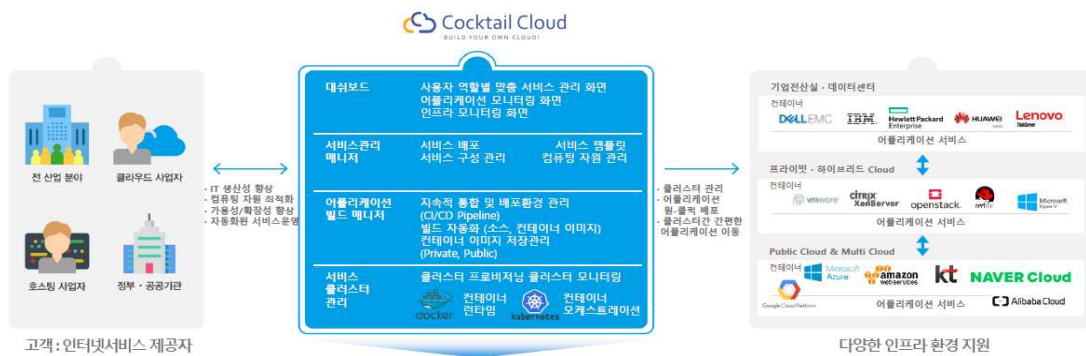 Cocktail Cloud
BUILD YOUR OWN CLOUD!
전 산업 분야
클라우드 사업자
호스팅 사업자
정부 · 공공기관
고객 : 인터넷서비스 제공자
· IT 생산성 향상
· 컴퓨팅 자원 최적화
· 가용성/확장성 향상
· 자동화된 서비스운영
대쉬보드
사용자 역할별 맞춤 서비스 관리 화면
어플리케이션 모니터링 화면
인프라 모니터링 화면
서비스관리
매니저
서비스 배포
서비스 템플릿
서비스 구성 관리
컴퓨팅 자원 관리
어플리케이션
빌드 매니저
지속적 통합 및 배포환경 관리
(CI/CD Pipeline)
빌드 자동화 (소스, 컨테이너 이미지)
컨테이너 이미지 저장관리
(Private, Public)
서비스
클러스터
관리
클러스터 프로비저닝 클러스터 모니터링
docker
컨테이너
런타임
kubernetes
컨테이너
오케스트레이션
· 클러스터 관리
· 어플리케이션
원-클릭 배포
· 클러스터간 간편한
어플리케이션 이동
기업전산실 · 데이터센터
컨테이너
DELL EMC
IBM
Hewlett Packard
Enterprise
HUAWEI
Lenovo
어플리케이션 서비스
프라이빗 · 하이브리드 Cloud
컨테이너
vmware
citrix
XenServer
openstack.
Microsoft
어플리케이션 서비스
Public Cloud & Multi Cloud
컨테이너
Microsoft
Azure
amazon
webservices
kt
NAVER Cloud
Google Cloud Platform
어플리케이션 서비스
Alibaba Cloud
다양한 인프라 환경 지원